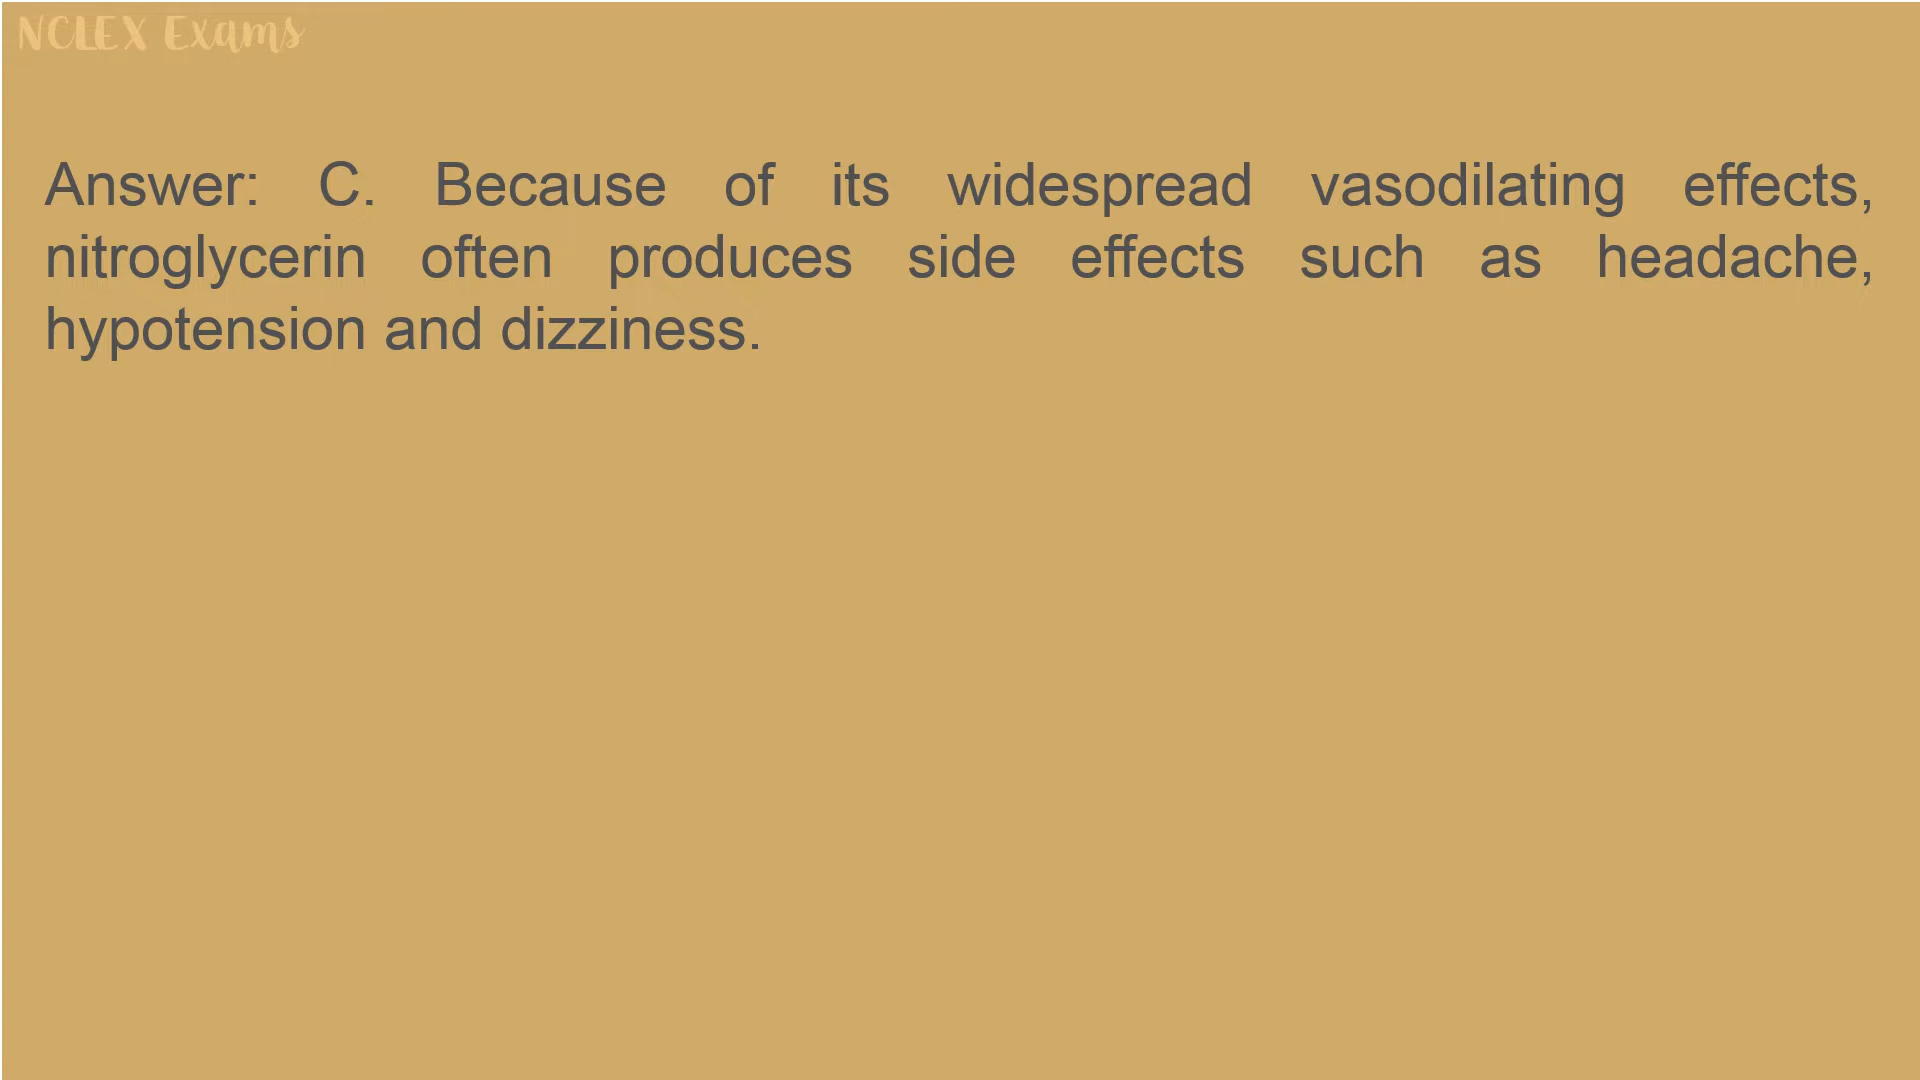 NCLEX Exams
Answer: C. Because of its widespread vasodilating effects,
nitroglycerin often produces side effects such as headache,
hypotension and dizziness.